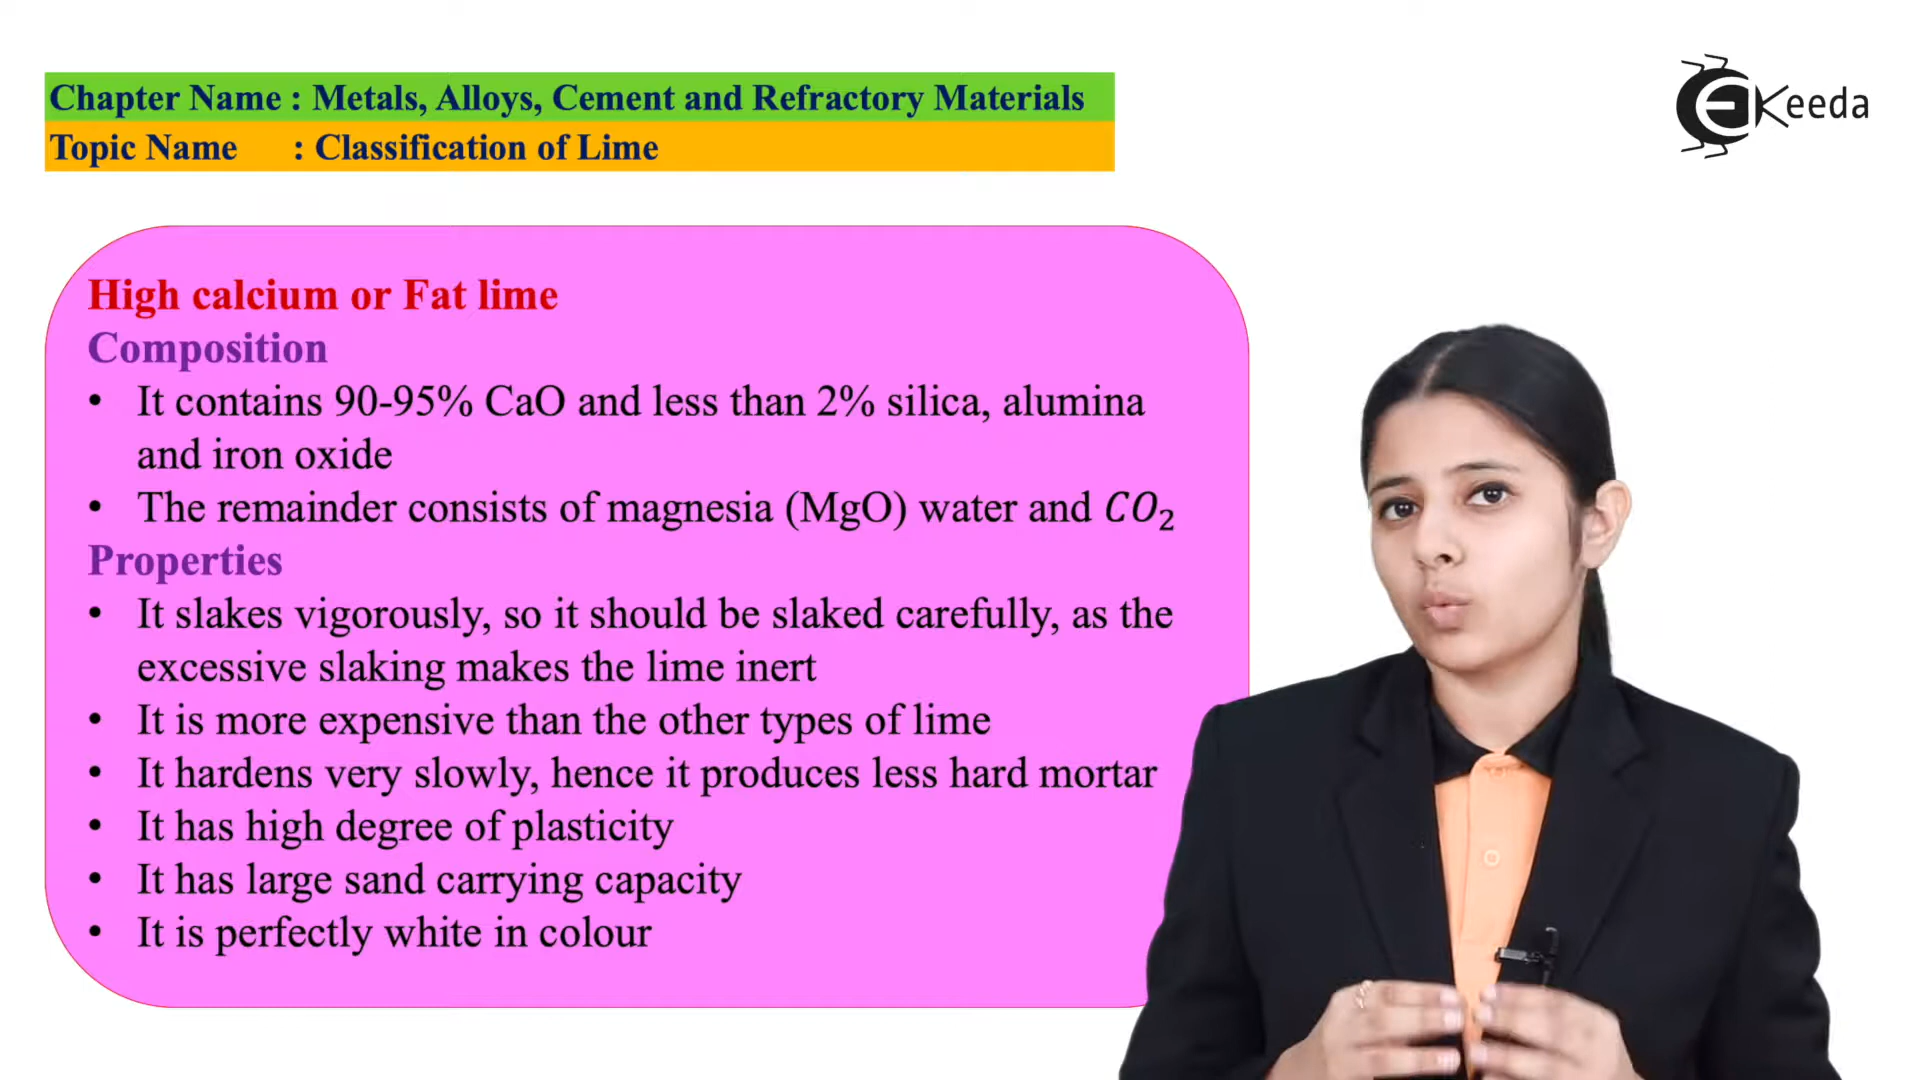 Chapter Name : Metals, Alloys, Cement and Refractory Materials
Keeda
Topic Name : Classification of Lime
High calcium or Fat lime
Composition
• It contains 90-95% CaO and less than 2% silica, alumina
and iron oxide
• The remainder consists of magnesia (MgO) water and CO₂
Properties
• It slakes vigorously, so it should be slaked carefully, as the
excessive slaking makes the lime inert
• It is more expensive than the other types of lime
• It hardens very slowly, hence it produces less hard mortar
• It has high degree of plasticity
• It has large sand carrying capacity
• It is perfectly white in colour